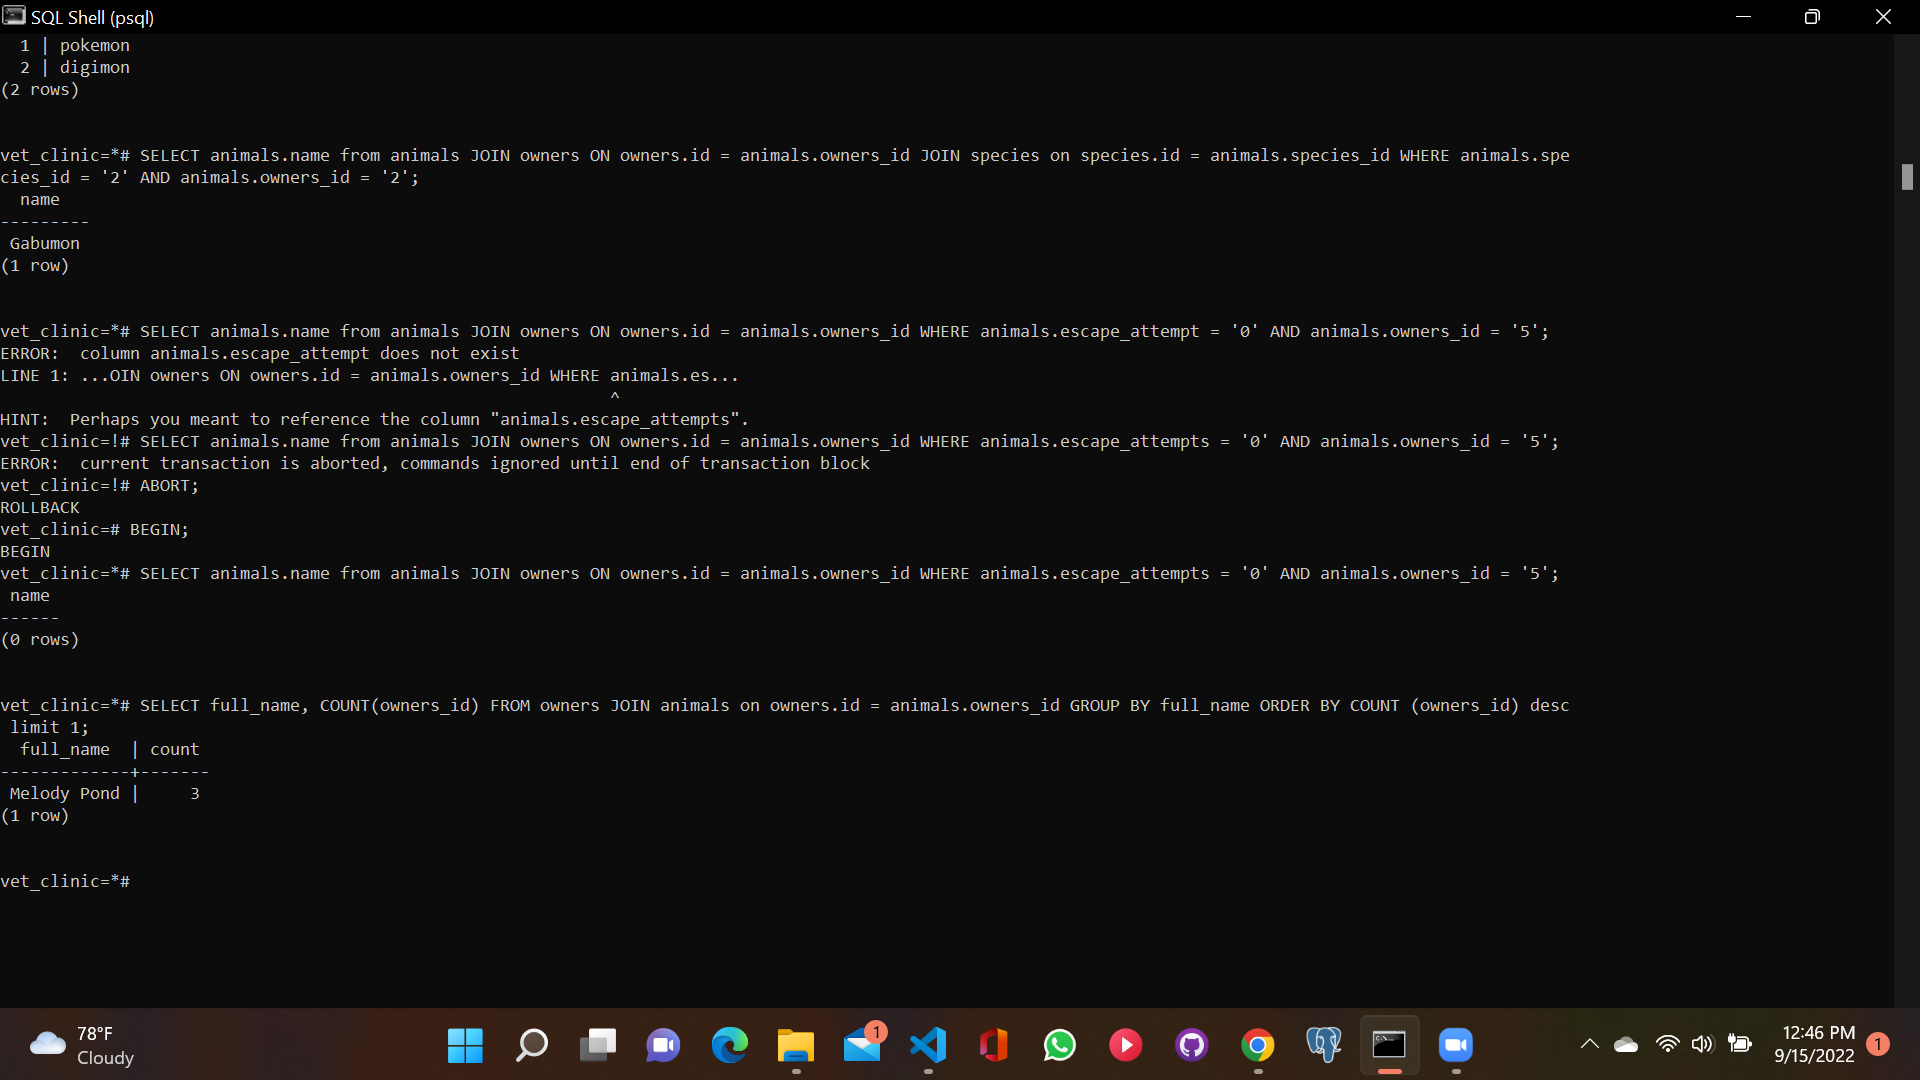 SQL Shell (psql)
1 | pokemon
2 | digimon
(2 rows)
vet_clinic=*# SELECT animals.name from animals JOIN owners ON owners.id = animals.owners_id JOIN species on species.id = animals.species_id WHERE animals.spe
cies_id = '2' AND animals.owners_id = '2';
name
---------
Gabumon
(1 row)
vet_clinic=*# SELECT animals.name from animals JOIN owners ON owners.id = animals.owners_id WHERE animals.escape_attempt = '0' AND animals.owners_id = '5';
ERROR:  column animals.escape_attempt does not exist
LINE 1: ...OIN owners ON owners.id = animals.owners_id WHERE animals.es...
^
HINT:  Perhaps you meant to reference the column "animals.escape_attempts".
vet_clinic=!# SELECT animals.name from animals JOIN owners ON owners.id = animals.owners_id WHERE animals.escape_attempts = '0' AND animals.owners_id = '5';
ERROR:  current transaction is aborted, commands ignored until end of transaction block
vet_clinic=!# ABORT;
ROLLBACK
vet_clinic=# BEGIN;
BEGIN
vet_clinic=*# SELECT animals.name from animals JOIN owners ON owners.id = animals.owners_id WHERE animals.escape_attempts = '0' AND animals.owners_id = '5';
name
------
(0 rows)
vet_clinic=*# SELECT full_name, COUNT(owners_id) FROM owners JOIN animals on owners.id = animals.owners_id GROUP BY full_name ORDER BY COUNT (owners_id) desc
limit 1;
full_name  | count
-------------+-------
Melody Pond |     3
(1 row)
vet_clinic=*#
78°F
Cloudy
1
12:46 PM
9/15/2022
1